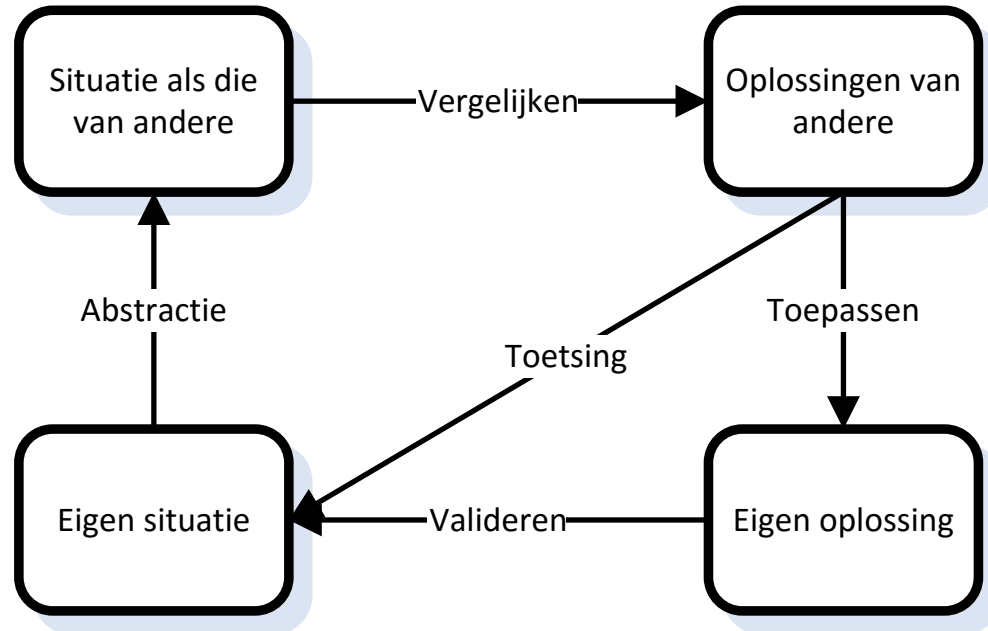 Situatie als die
van andere
Vergelijken
Oplossingen van
andere
Abstractie
Toepassen
Toetsing
Eigen situatie
Valideren
Eigen oplossing